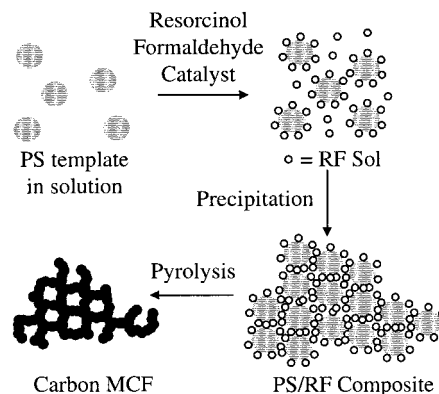 Resorcinol
Formaldehyde
Catalyst
PS template
in solution
= RF Sol
Precipitation
Pyrolysis
Carbon MCF
PS/RF Composite